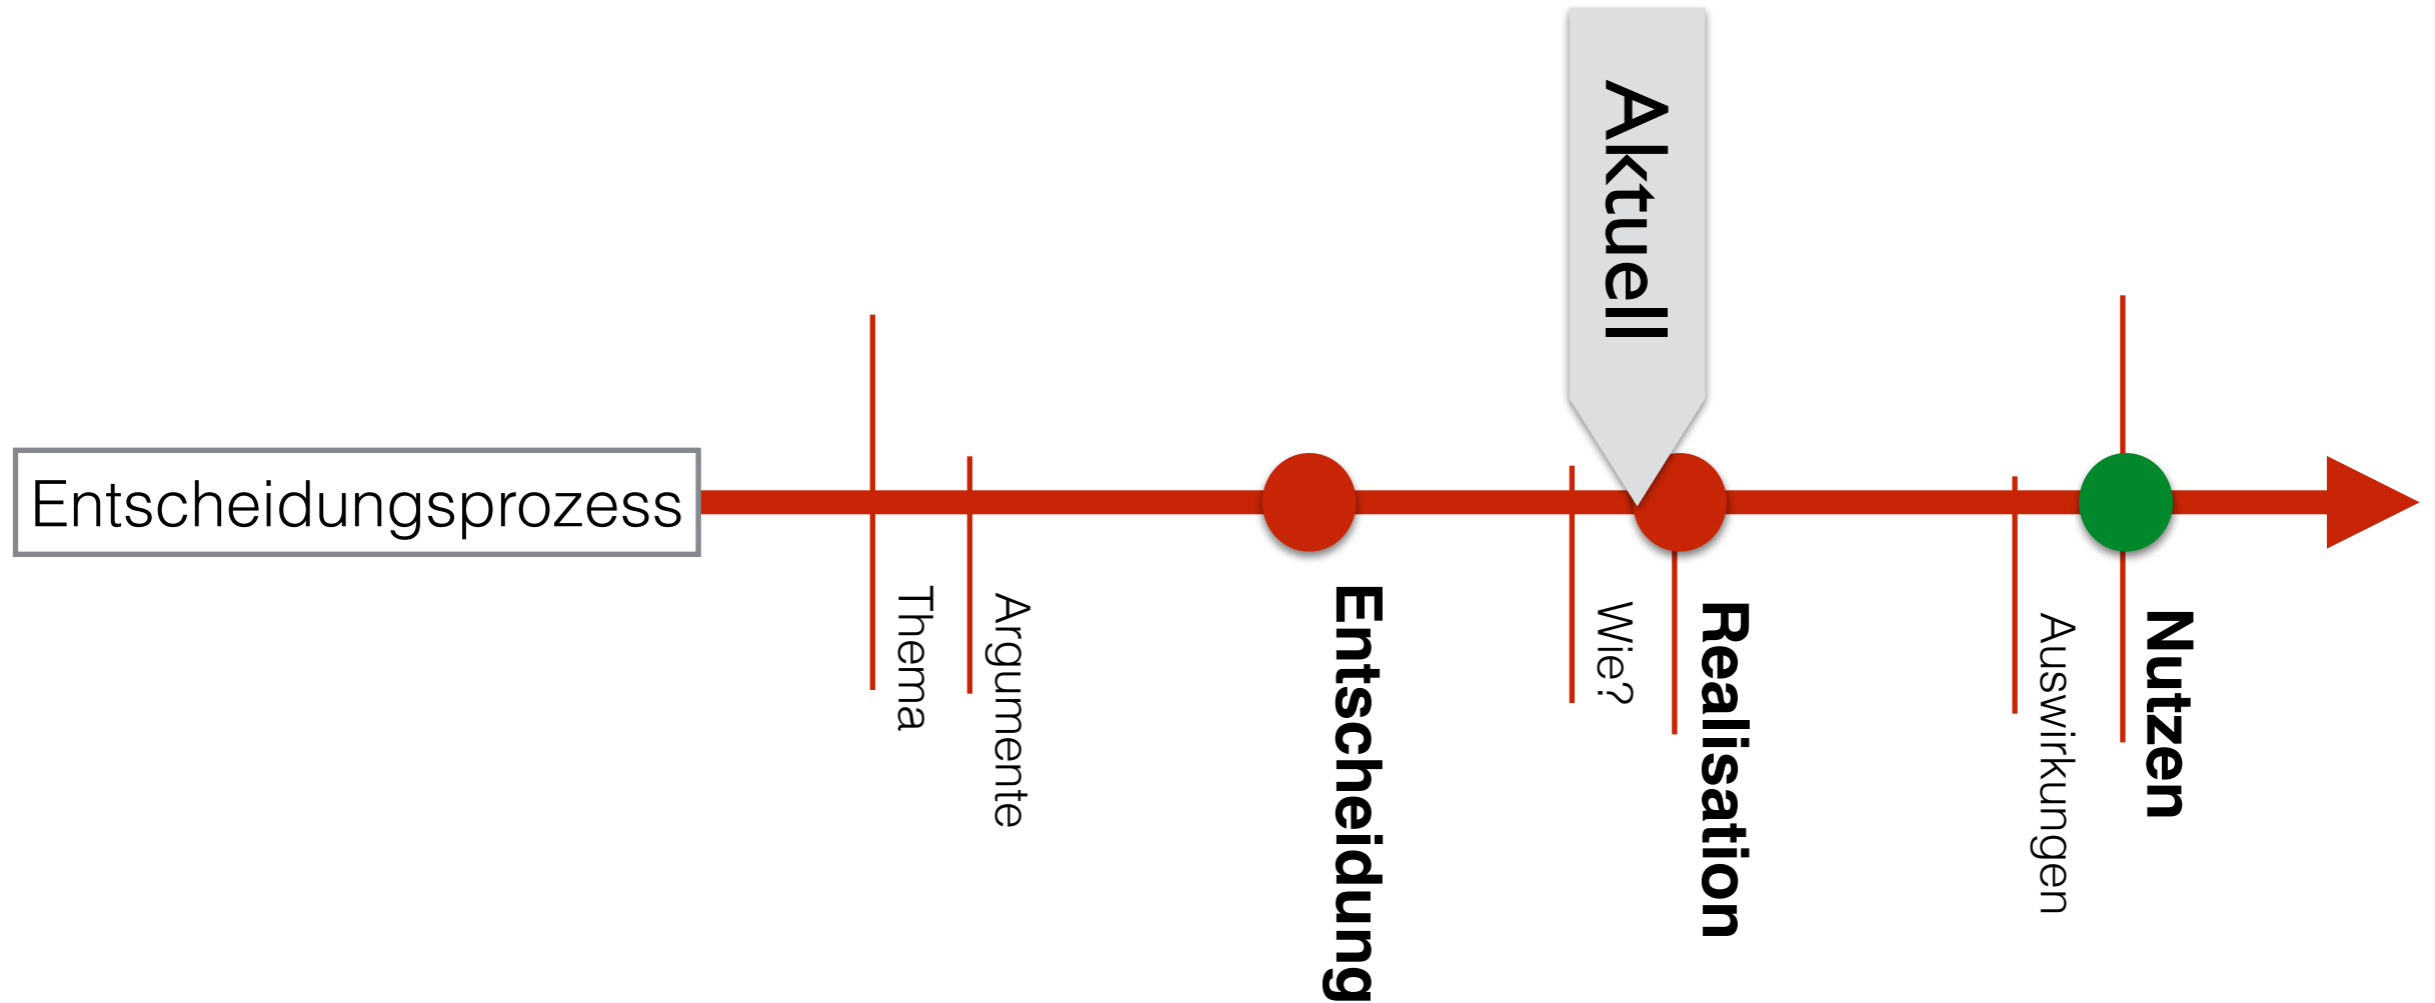 Aktuell
Entscheidungsprozess
Thema
Argumente
Entscheidung
Wie?
Realisation
Auswirkungen
Nutzen